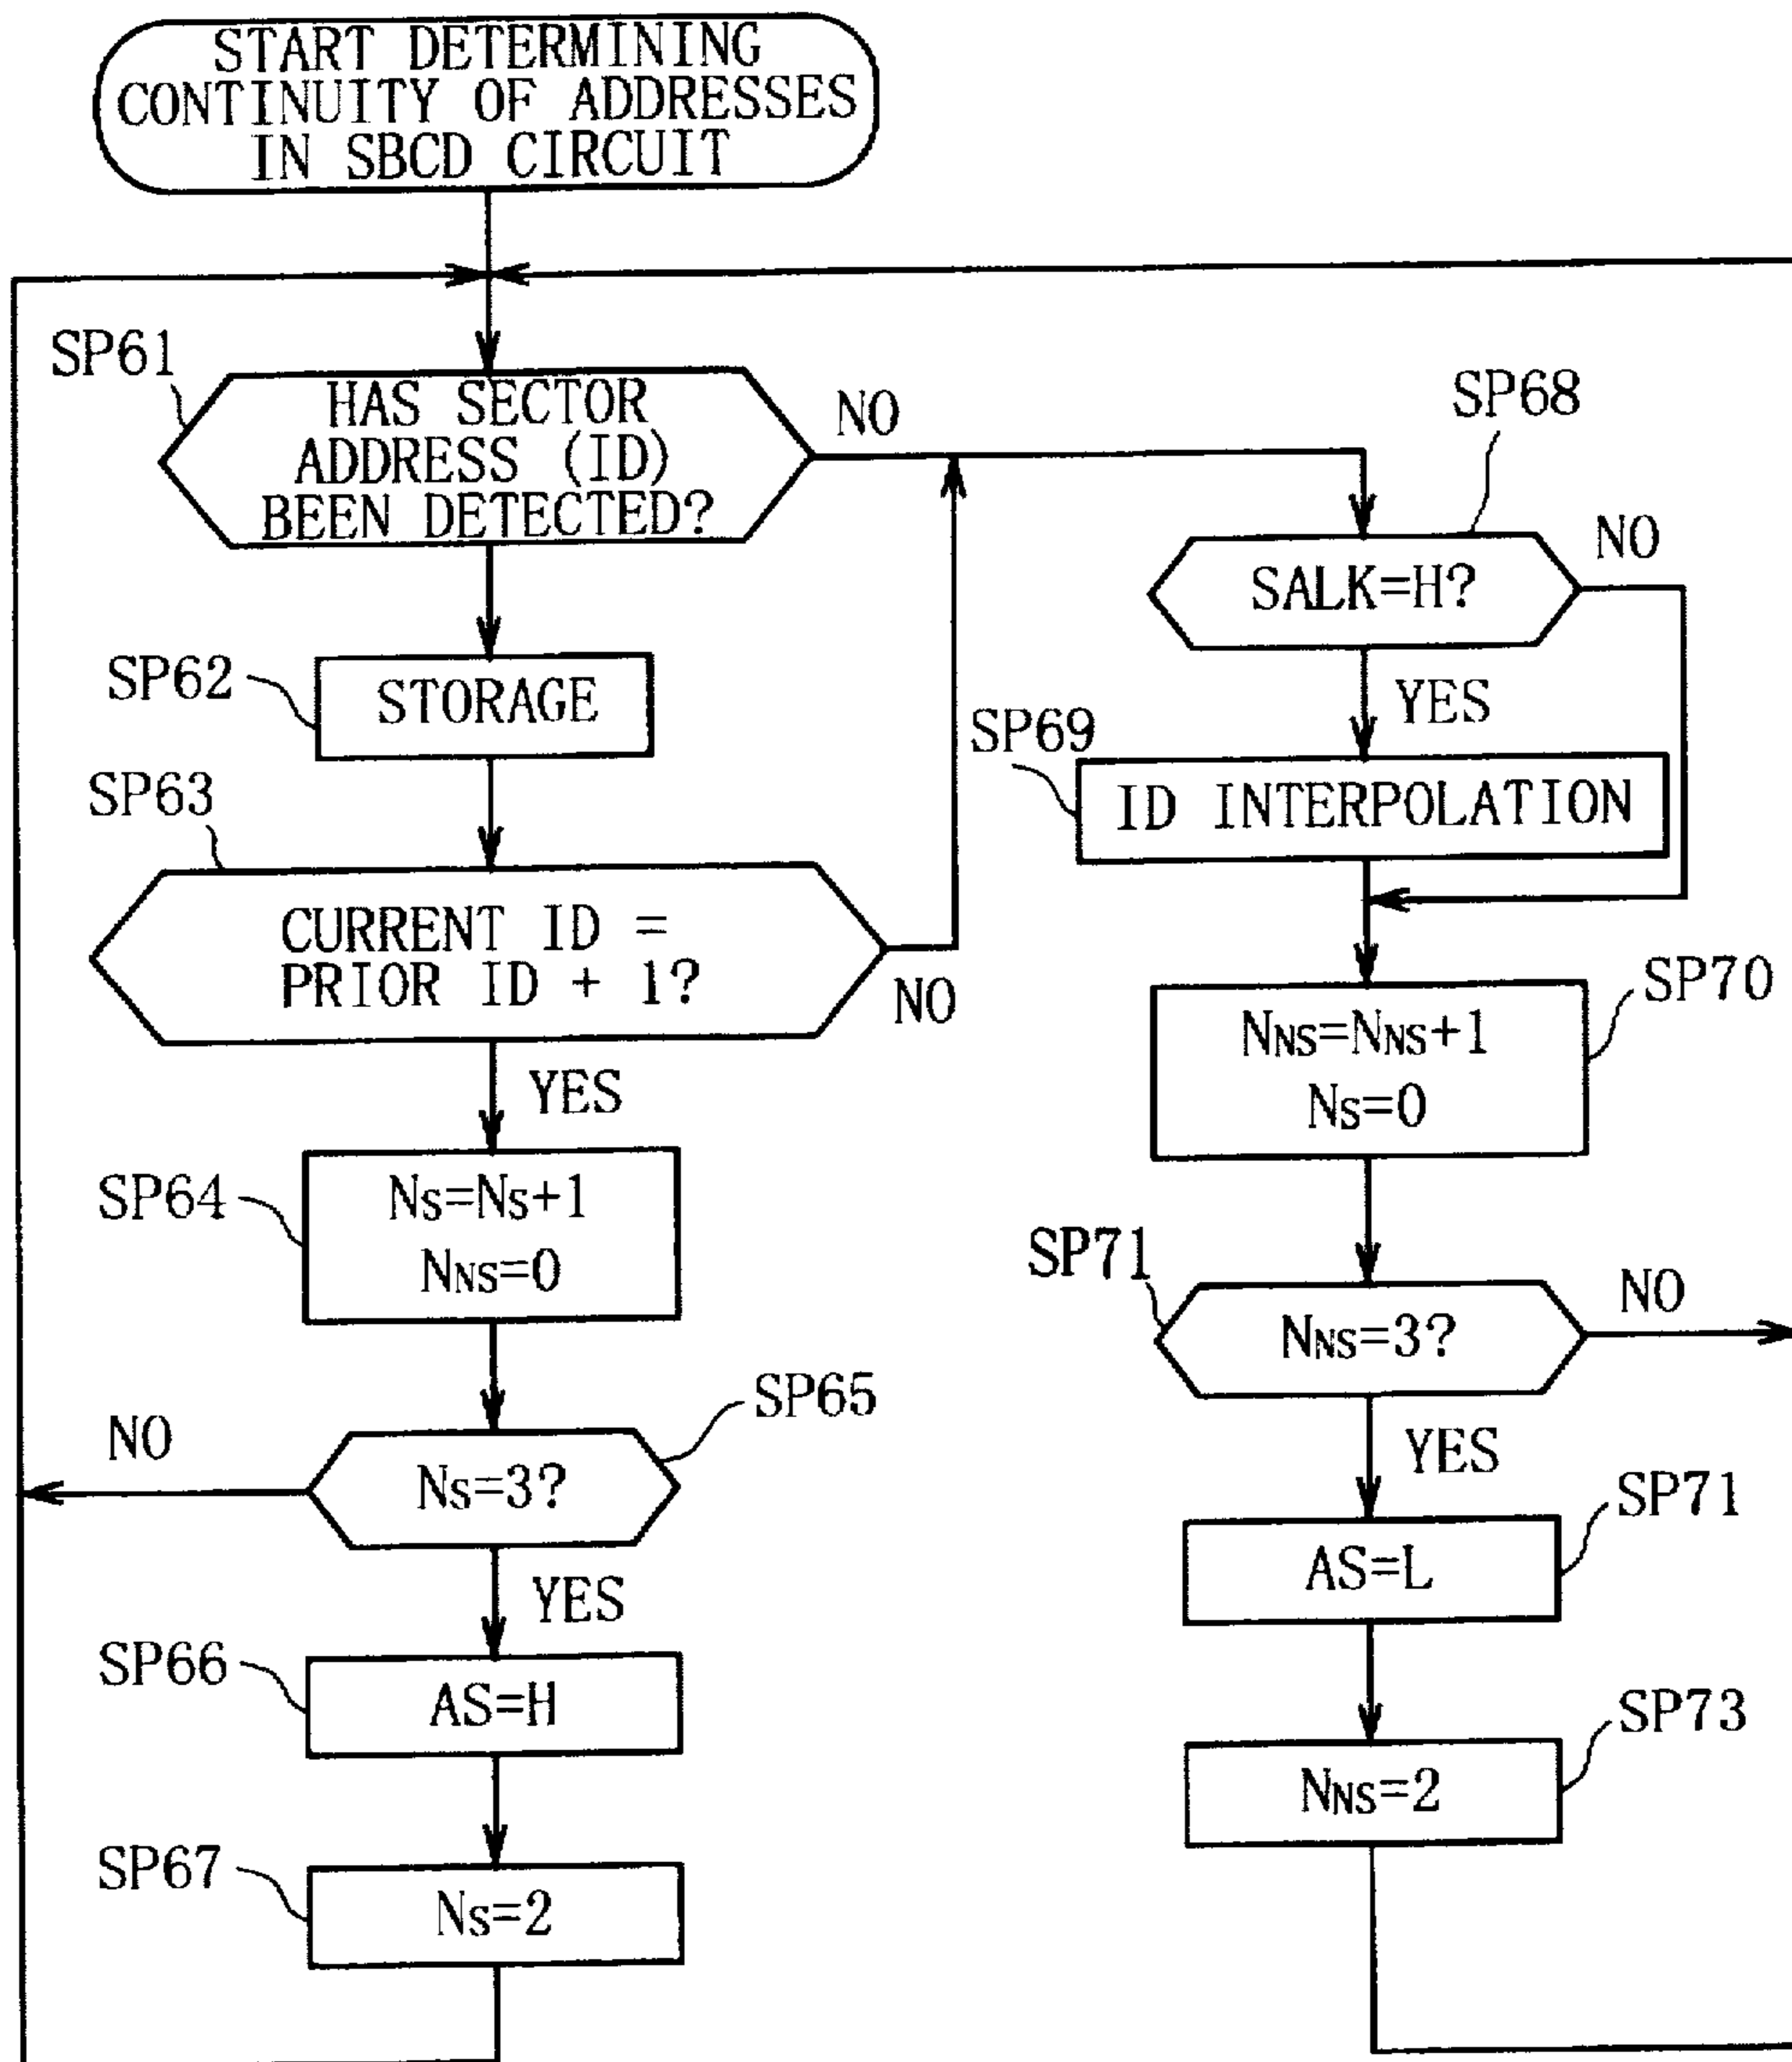 START DETERMINING
CONTINUITY OF ADDRESSES
IN SBCD CIRCUIT
SP61
HAS SECTOR
ADDRESS (ID)
BEEN DETECTED?
NO
SP62
STORAGE
SP63
CURRENT ID =
PRIOR ID + 1?
NO
YES
SP64
NS=NS+1
NNS=0
SP65
NS=3?
NO
YES
SP66
AS=H
SP67
NS=2
SP68
SALK=H?
NO
YES
SP69
ID INTERPOLATION
SP70
NNS=NNS+1
NS=0
SP71
NNS=3?
NO
YES
SP71
AS=L
SP73
NNS=2